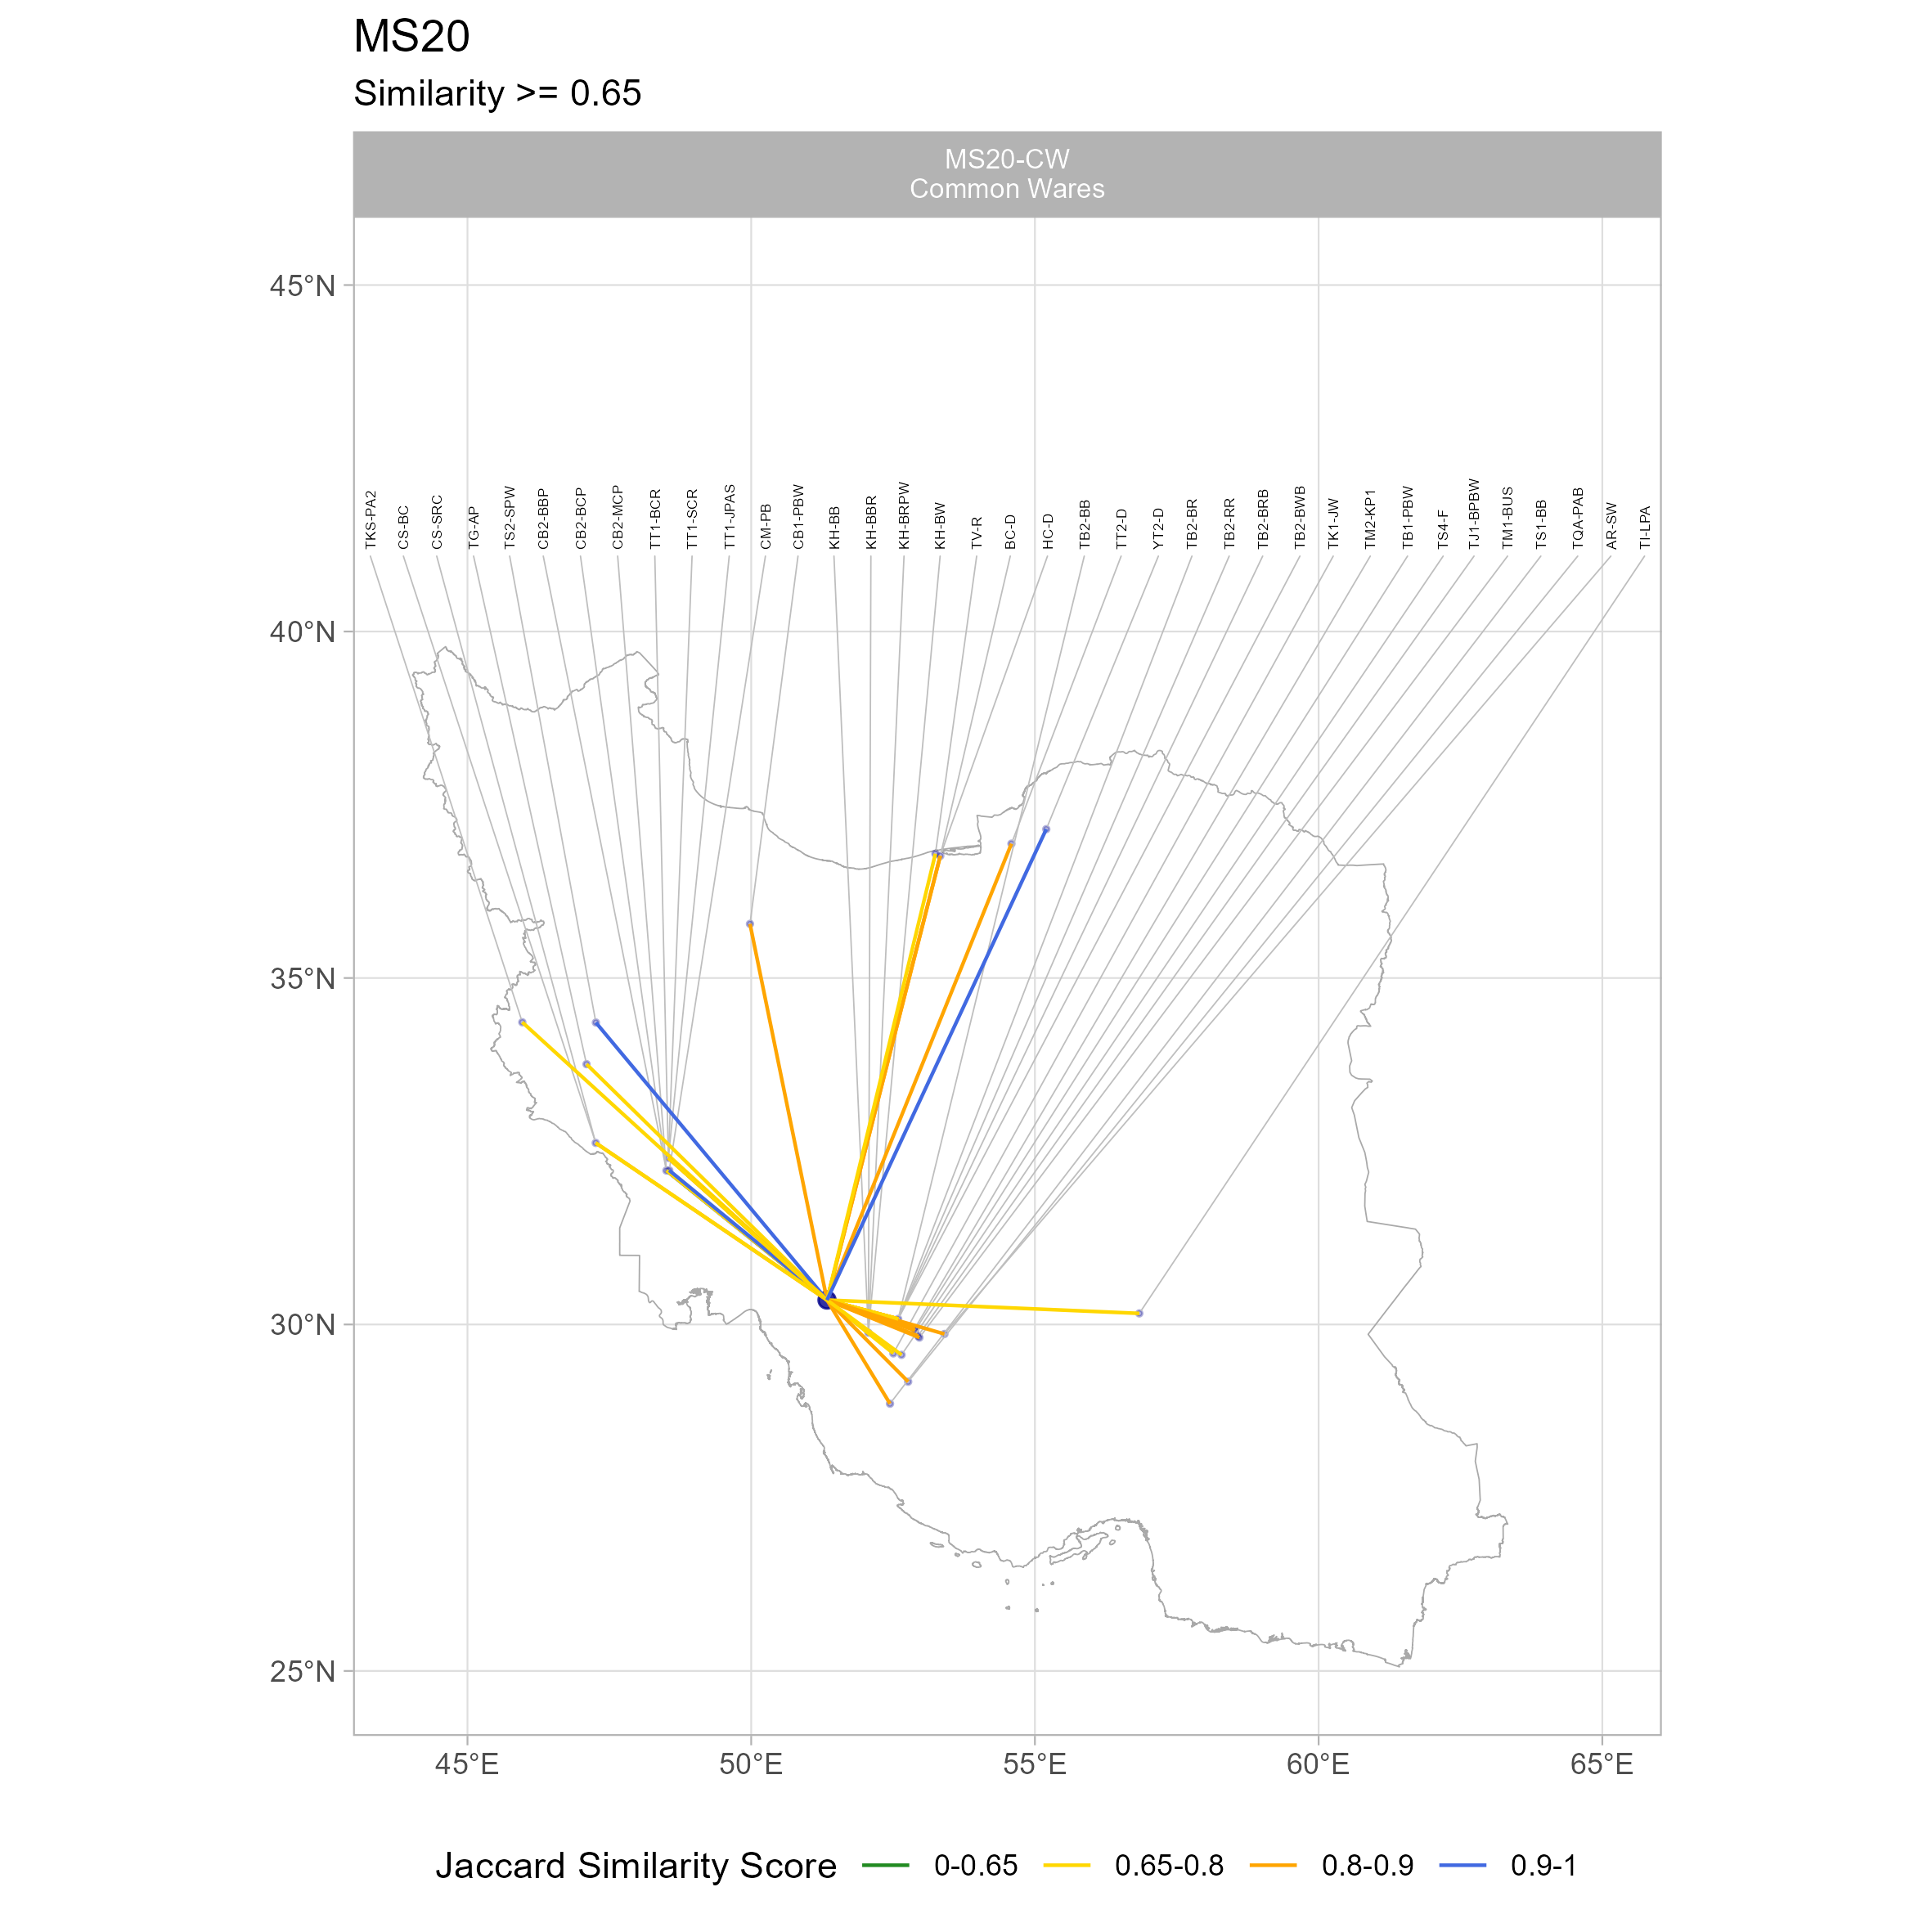 MS20
Similarity >= 0.65
MS20-CW
Common Wares
45°N
40°N
35°N
30°N
25°N
TKS-PA2
CS-BC
CS-SRC
TG-AP
TS2-SPW
CB2-BBP
CB2-BCP
CB2-MCP
TT1-BCR
TT1-SCR
TT1-JPAS
CM-PB
CB1-PBW
KH-BB
KH-BBR
KH-BRPW
KH-BW
TV-R
BC-D
HC-D
TB2-BB
TT2-D
YT2-D
TB2-BR
TB2-RR
TB2-BRB
TB2-BWB
TK1-JW
TM2-KP1
TB1-PBW
TS4-F
TJ1-BPBW
TM1-BUS
TS1-BB
TQA-PAB
AR-SW
TI-LPA
45°E
50°E
55°E
60°E
65°E
Jaccard Similarity Score 0-0.65 0.65-0.8 0.8-0.9 0.9-1